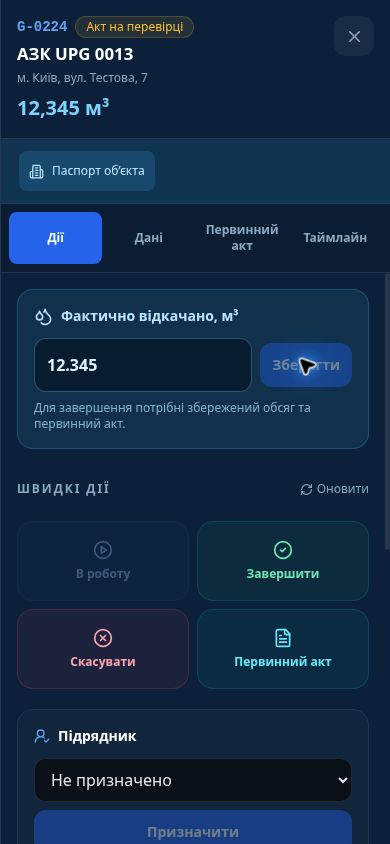 G-0224 Акт на перевірці
АЗК UPG 0013
м. Київ, вул. Тестова, 7
12,345 м³
Паспорт обʼєкта
Дії
Дані
Первинний
акт
Таймлайн
Фактично відкачано, м³
12.345
Для завершення потрібні збережений обсяг та
первинний акт.
ШВИДКІ ДІЇ
Оновити
В роботу
Завершити
Скасувати
Первинний акт
Підрядник
Не призначено
Призначити